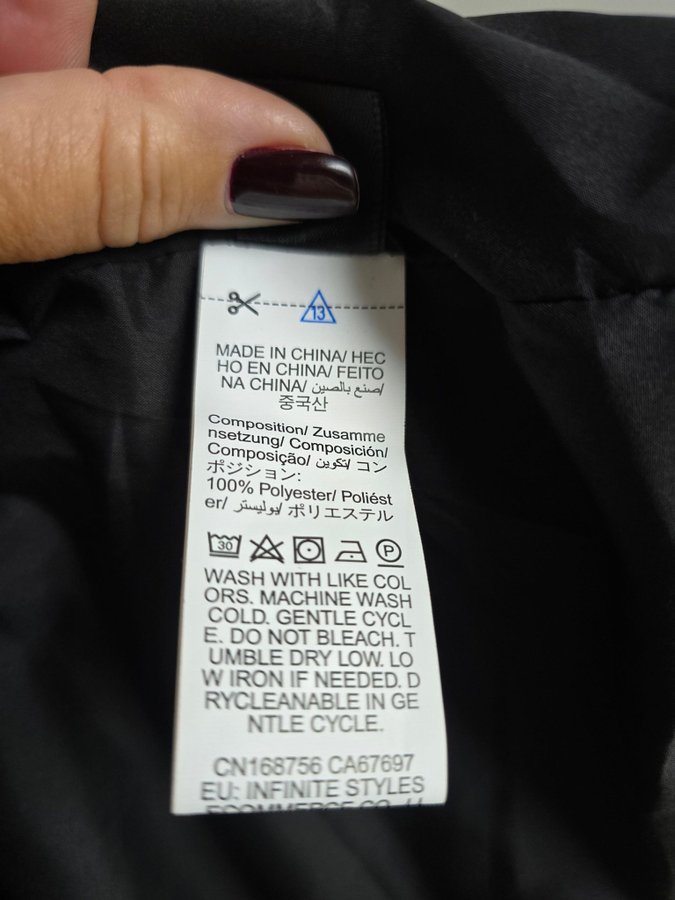 13
MADE IN CHINA/ HEC
HO EN CHINA/ FEITO
NA CHINA/ صنع بالصين/
중국산
Composition/ Zusamme
nsetzung/ Composición/
Composição/ تكوين/ コン
ポジション:
100% Polyester/ Poliést
er/ بوليستر/ ポリエステル
30 P
WASH WITH LIKE COL
ORS. MACHINE WASH
COLD. GENTLE CYCL
E. DO NOT BLEACH. T
UMBLE DRY LOW. LO
W IRON IF NEEDED. D
RYCLEANABLE IN GE
NTLE CYCLE.
CN168756 CA67697
EU: INFINITE STYLES
ECOMMERCE CO.